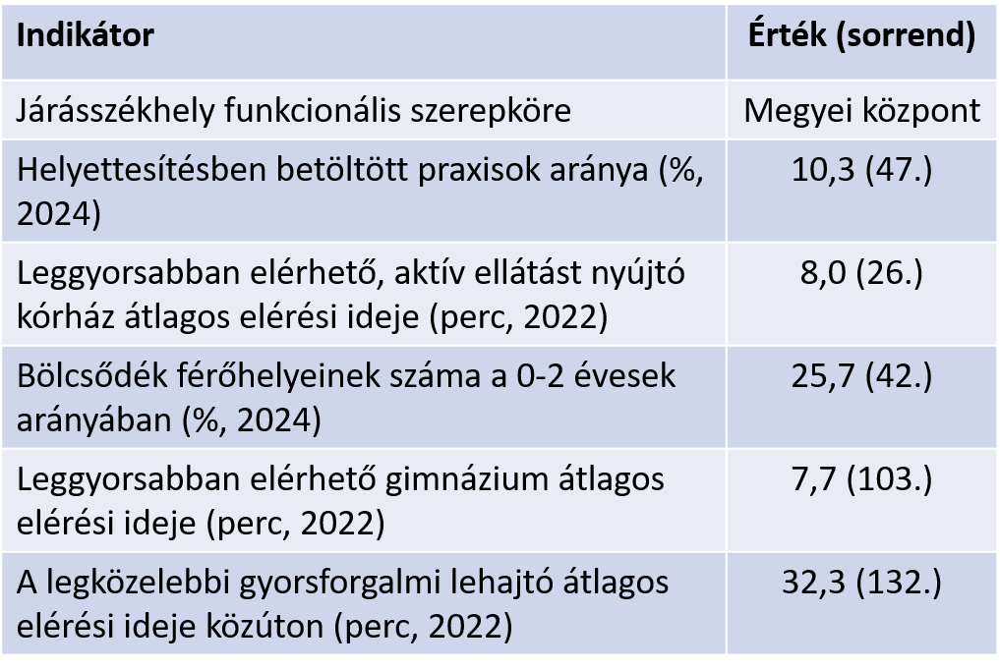 Indikátor
Érték (sorrend)
Járásszékhely funkcionális szerepköre
Megyei központ
Helyettesítésben betöltött praxisok aránya (%,
2024)
10,3 (47.)
Leggyorsabban elérhető, aktív ellátást nyújtó
kórház átlagos elérési ideje (perc, 2022)
8,0 (26.)
Bölcsődék férőhelyeinek száma a 0-2 évesek
arányában (%, 2024)
25,7 (42.)
Leggyorsabban elérhető gimnázium átlagos
elérési ideje (perc, 2022)
7,7 (103.)
A legközelebbi gyorsforgalmi lehajtó átlagos
elérési ideje közúton (perc, 2022)
32,3 (132.)